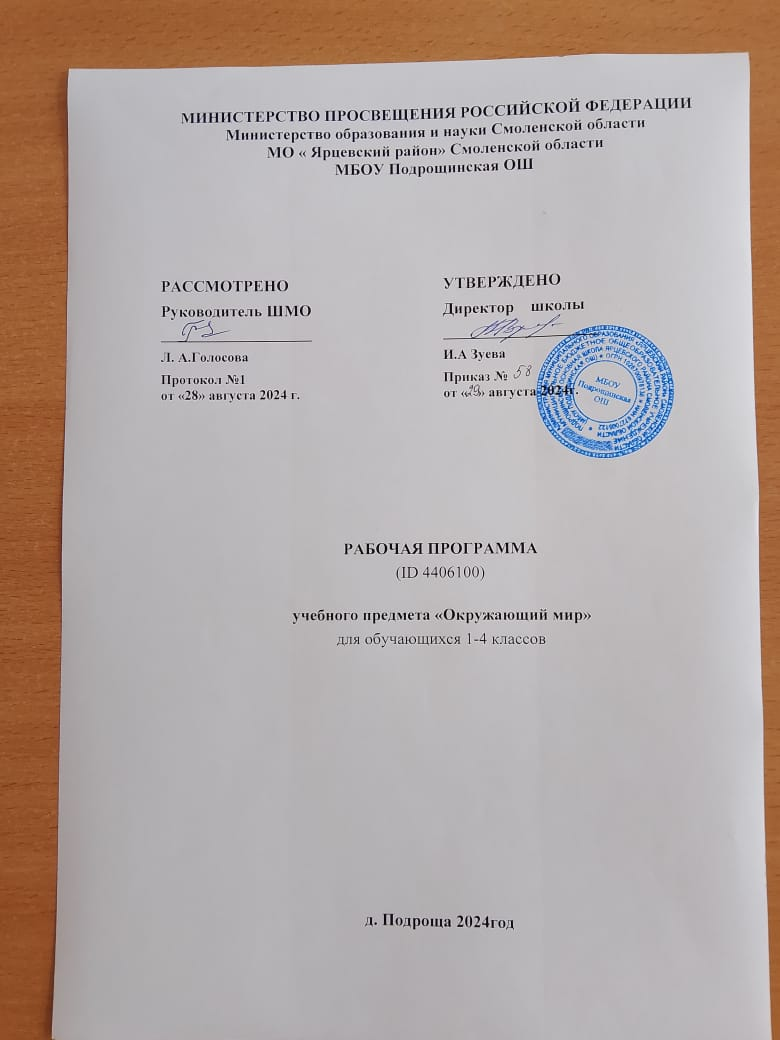 МИНИСТЕРСТВО ПРОСВЕЩЕНИЯ РОССИЙСКОЙ ФЕДЕРАЦИИ
Министерство образования и науки Смоленской области
МО « Ярцевский район» Смоленской области
МБОУ Подрощинская ОШ
РАССМОТРЕНО
Руководитель ШМО
Л. А.Голосова
Протокол №1
от «28» августа 2024 г.
УТВЕРЖДЕНО
Директор школы
И.А Зуева
Приказ № 58
от «29» августа 2024 г.
МБОУ
Подрощинская
ОШ
РАБОЧАЯ ПРОГРАММА
(ID 4406100)
учебного предмета «Окружающий мир»
для обучающихся 1-4 классов
д. Подроща 2024год